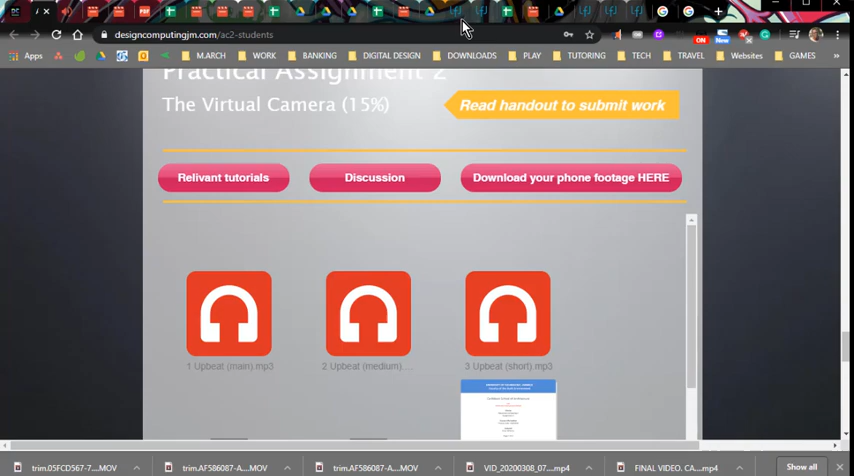 designcomputingjm.com/ac2-students
ON
New
Apps
M.ARCH
WORK
BANKING
DIGITAL DESIGN
DOWNLOADS
PLAY
TUTORING
TECH
TRAVEL
Websites
GAMES
»
Practical Assignment 2
The Virtual Camera (15%)
Read handout to submit work
Relivant tutorials
Discussion
Download your phone footage HERE
1 Upbeat (main).mp3
2 Upbeat (medium)....
3 Upbeat (short).mp3
trim.05FCD567-7....MOV
trim.AF586087-A....MOV
trim.AF586087-A....MOV
VID_20200308_07....mp4
FINAL VIDEO. CA....mp4
Show all